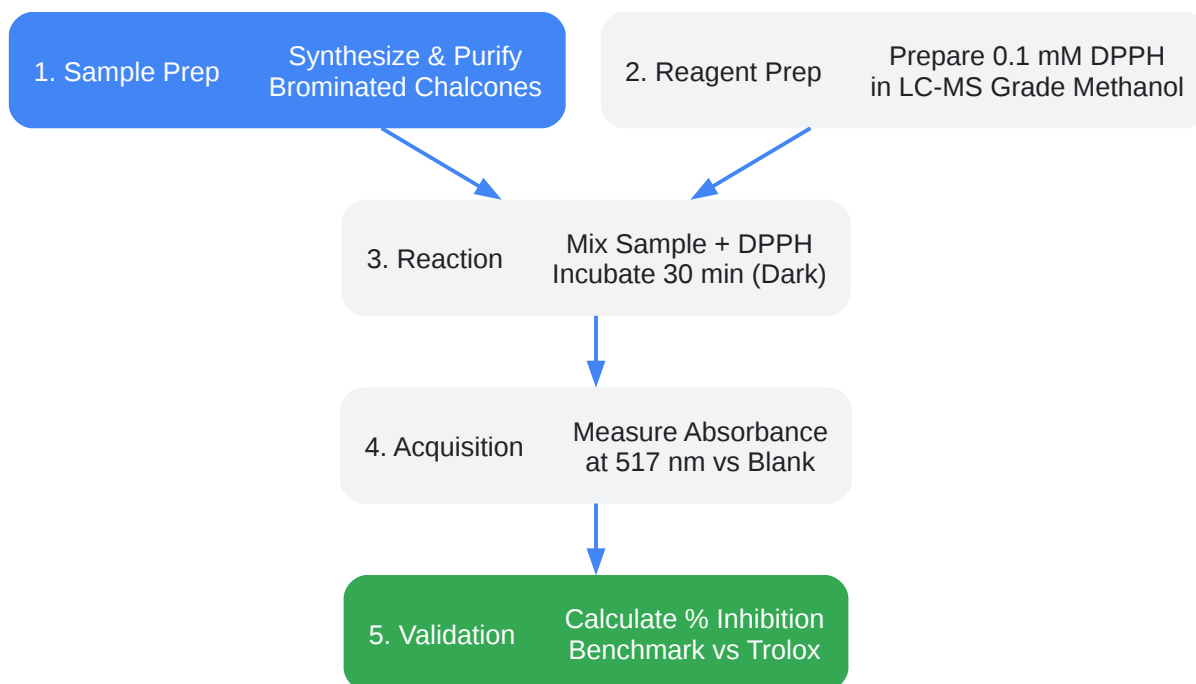 1. Sample Prep
Synthesize & Purify
Brominated Chalcones
2. Reagent Prep
Prepare 0.1 mM DPPH
in LC-MS Grade Methanol
3. Reaction
Mix Sample + DPPH
Incubate 30 min (Dark)
4. Acquisition
Measure Absorbance
at 517 nm vs Blank
5. Validation
Calculate % Inhibition
Benchmark vs Trolox